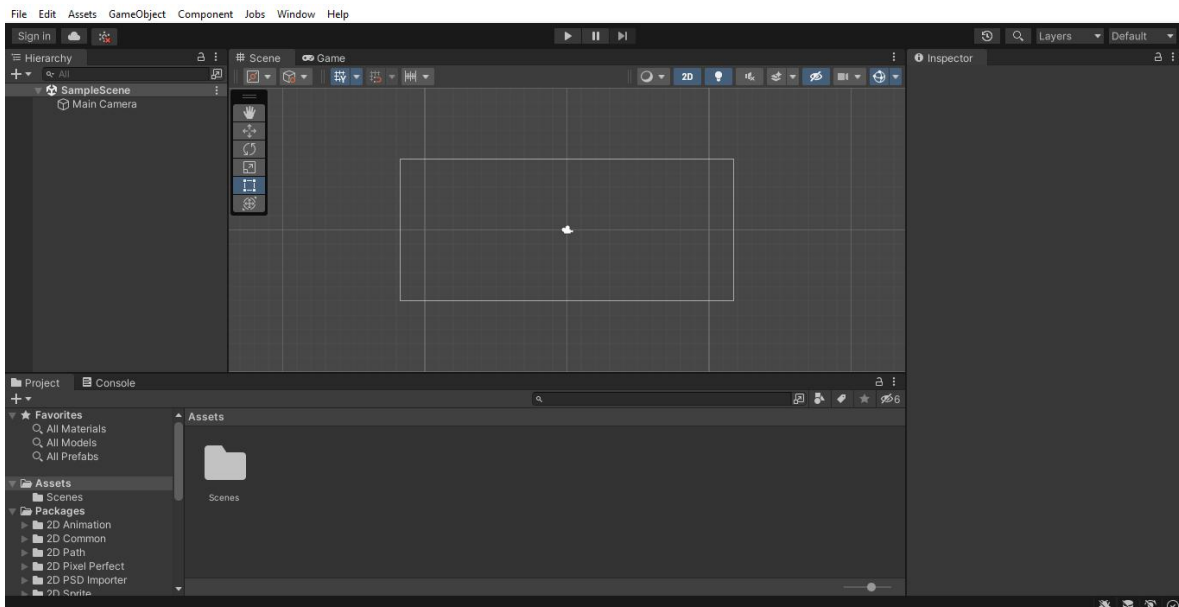 File Edit Assets GameObject Component Jobs Window Help
Sign in Layers Default
Hierarchy
All
SampleScene
Main Camera
Scene Game
2D
Inspector
Project Console
6
Favorites
All Materials
All Models
All Prefabs
Assets
Scenes
Packages
2D Animation
2D Common
2D Path
2D Pixel Perfect
2D PSD Importer
2D Sprite
Assets
Scenes